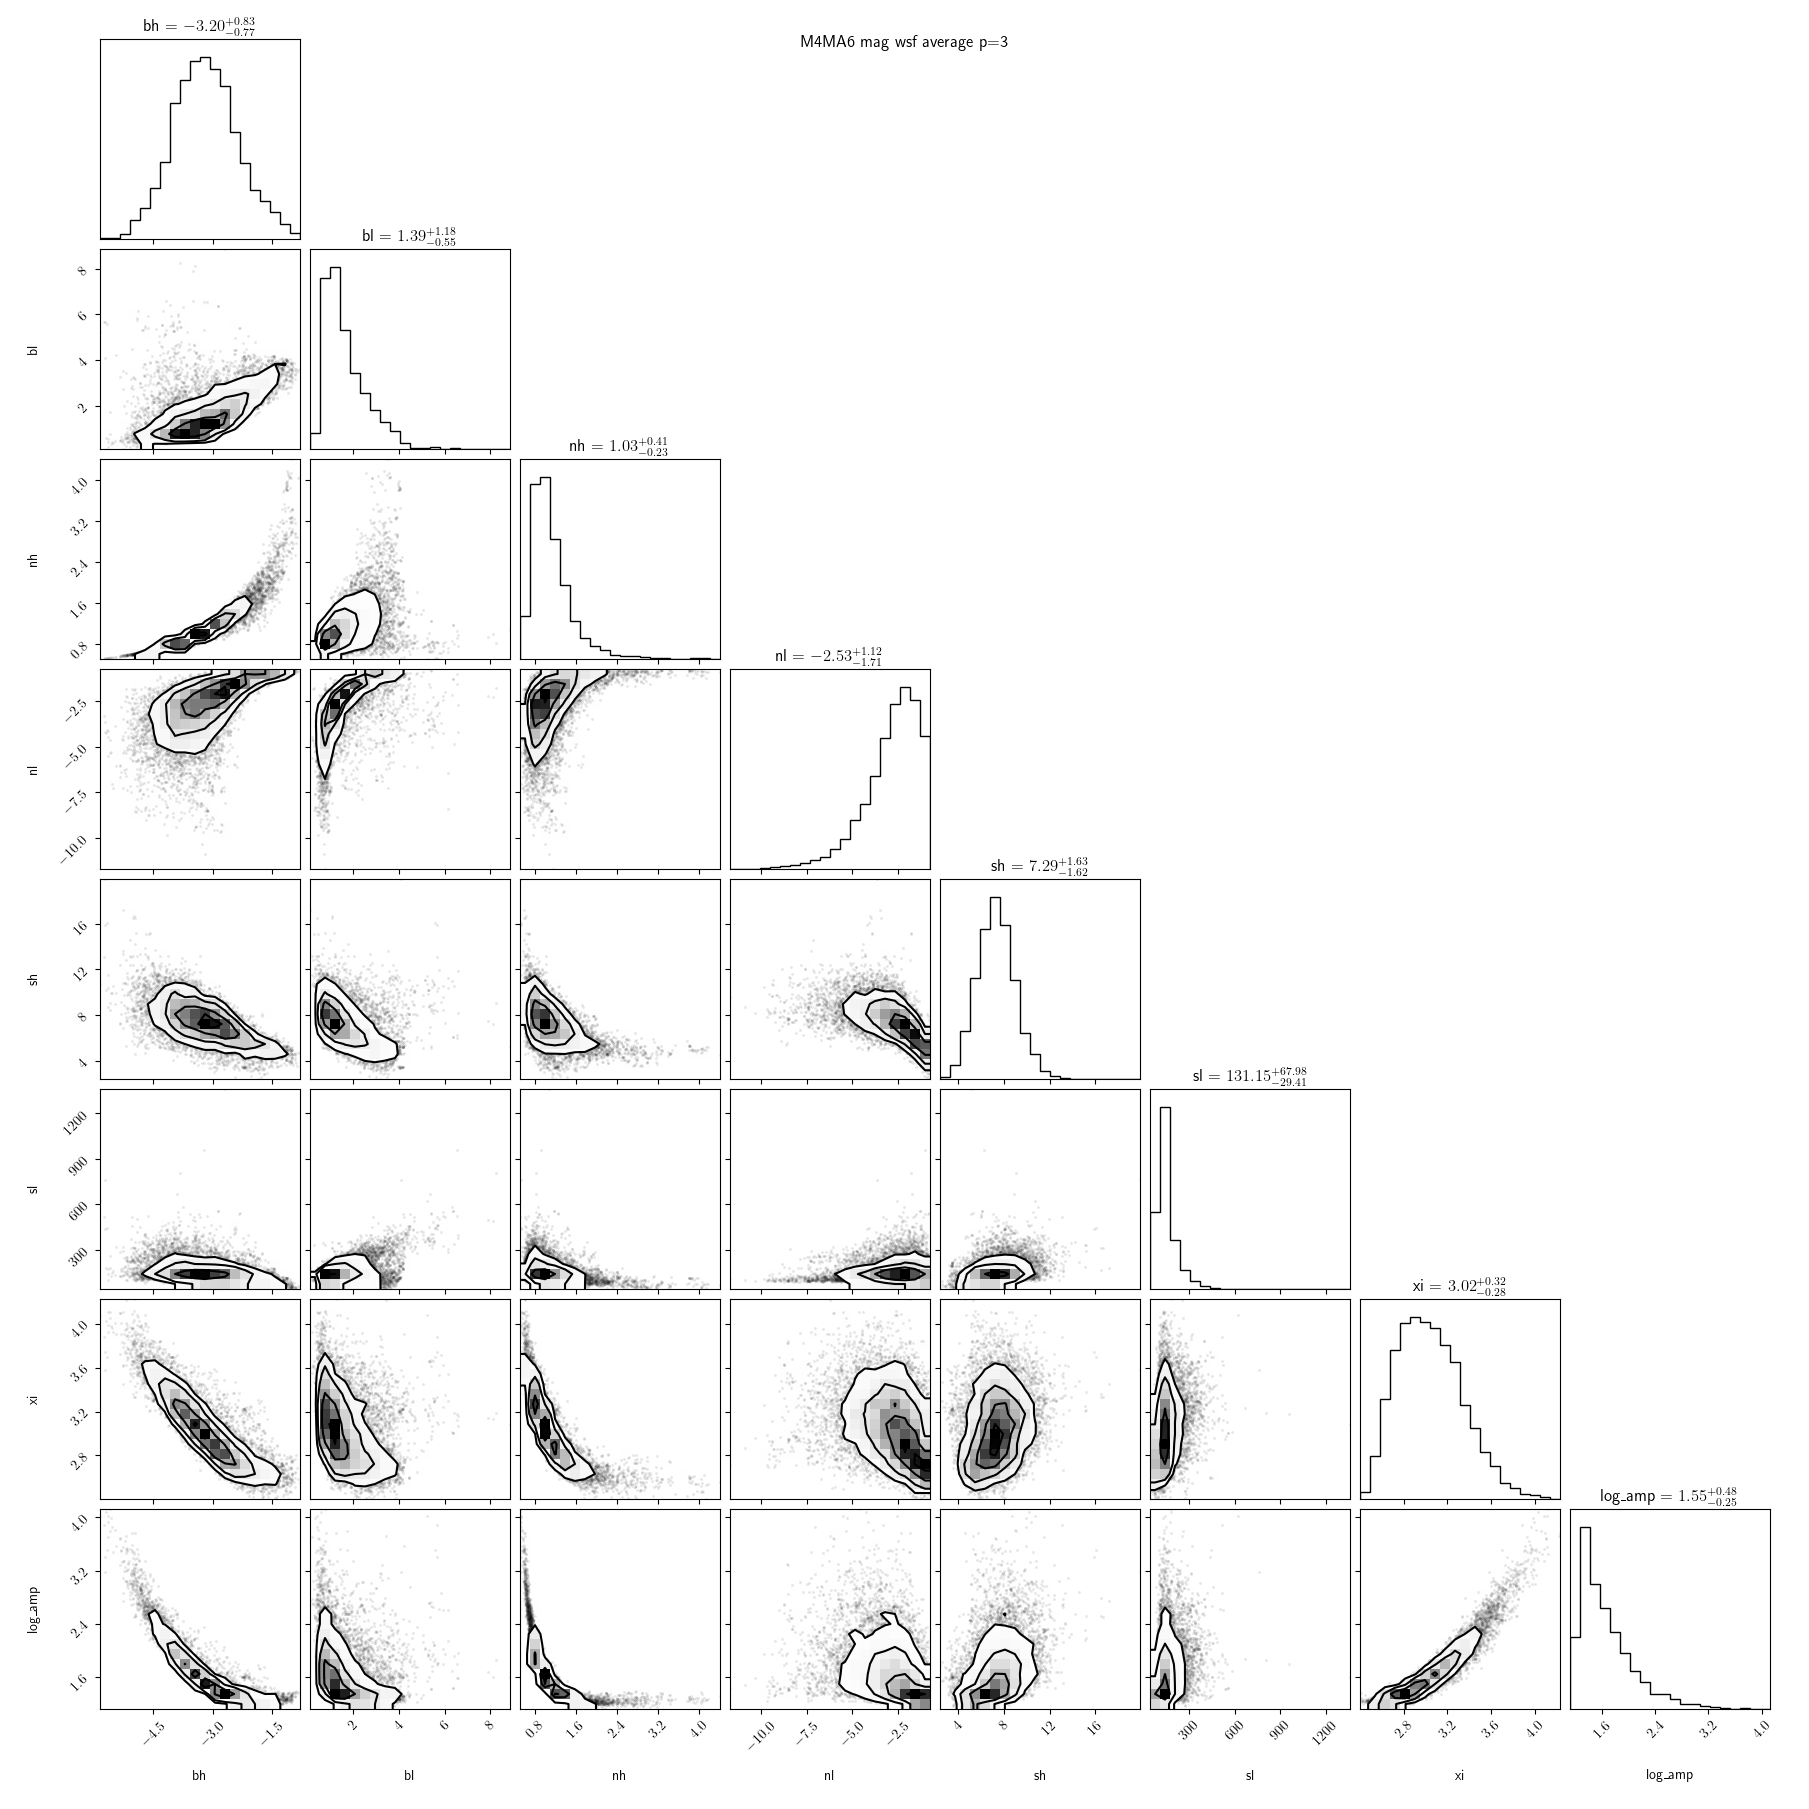 M4MA6 mag wsf average p=3
bh = −3.20+0.83 −0.77
bl = 1.39+1.18 −0.55
bl
8
6
4
2
nh = 1.03+0.41 −0.23
nh
4.0
3.2
2.4
1.6
0.8
nl = −2.53+1.12 −1.71
nl
−2.5
−5.0
−7.5
−10.0
sh = 7.29+1.63 −1.62
sh
16
12
8
4
sl = 131.15+67.98 −29.41
sl
1200
900
600
300
xi = 3.02+0.32 −0.28
xi
4.0
3.6
3.2
2.8
log_amp = 1.55+0.48 −0.25
log_amp
4.0
3.2
2.4
1.6
−4.5 −3.0 −1.5 2 4 6 8 0.8 1.6 2.4 3.2 4.0 −10.0 −7.5 −5.0 −2.5 4 8 12 16 300 600 900 1200 2.8 3.2 3.6 4.0 1.6 2.4 3.2 4.0
bh bl nh nl sh sl xi log_amp